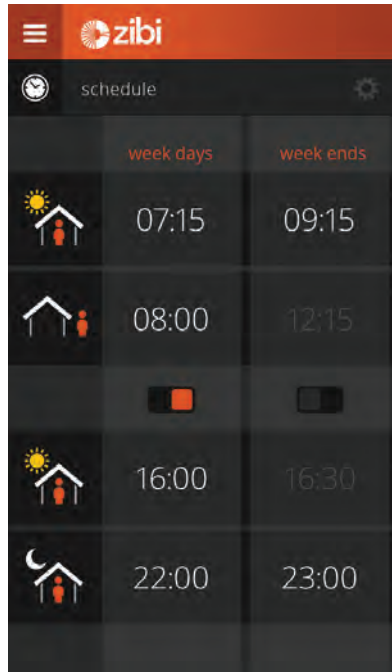 zibi
schedule
week days week ends
07:15 09:15
08:00 12:15
16:00 16:30
22:00 23:00